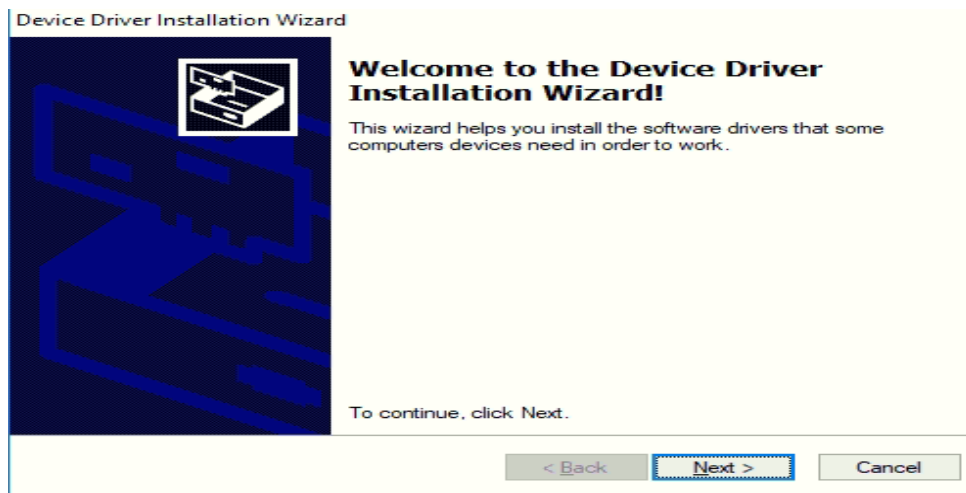 Device Driver Installation Wizard
Welcome to the Device Driver
Installation Wizard!
This wizard helps you install the software drivers that some
computers devices need in order to work.
To continue, click Next.
< Back Next > Cancel